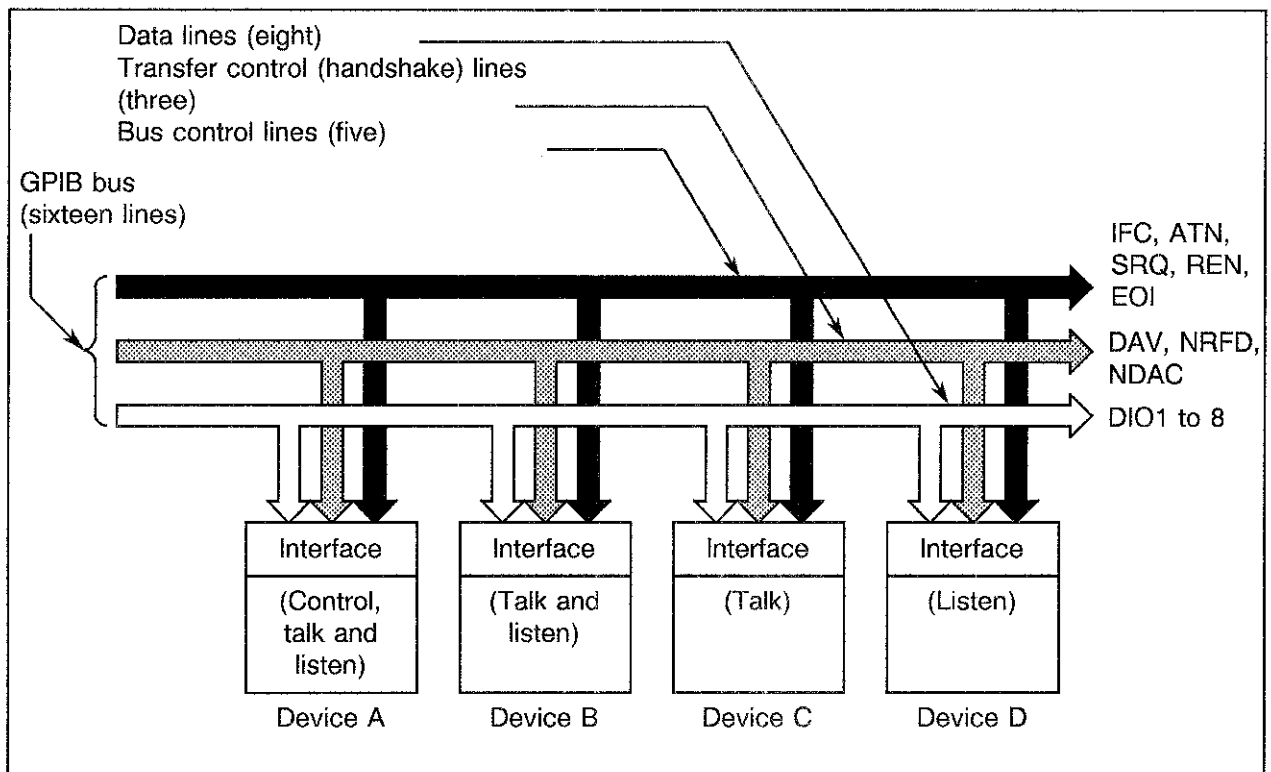 Data lines (eight)
Transfer control (handshake) lines
(three)
Bus control lines (five)
GPIB bus
(sixteen lines)
IFC, ATN,
SRQ, REN,
EOI
DAV, NRFD,
NDAC
DIO1 to 8
Interface
(Control,
talk and
listen)
Device A
Interface
(Talk and
listen)
Device B
Interface
(Talk)
Device C
Interface
(Listen)
Device D